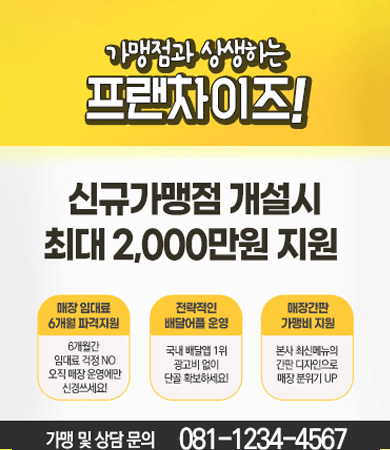 가맹점과 상생하는
프랜차이즈!
신규가맹점 개설시
최대 2,000만원 지원
매장 임대료
6개월 파격지원
6개월간
임대료 걱정 NO
오직 매장 운영에만
신경쓰세요!
전략적인
배달어플 운영
국내 배달앱 1위
광고비 없이
단골 확보하세요!
매장간판
가맹비 지원
본사 최신메뉴의
간판 디자인으로
매장 분위기 UP
가맹 및 상담 문의 081-1234-4567